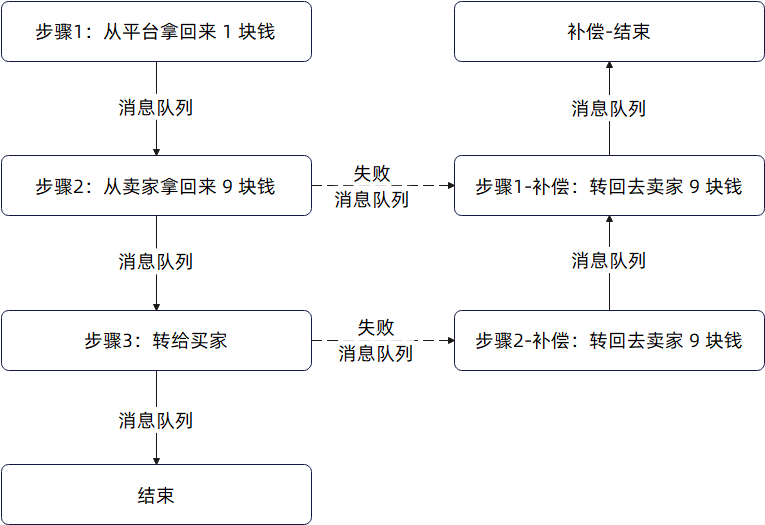 步骤1：从平台拿回来 1 块钱
补偿-结束
消息队列
消息队列
步骤2：从卖家拿回来 9 块钱
失败
消息队列
步骤1-补偿：转回去卖家 9 块钱
消息队列
消息队列
步骤3：转给买家
失败
消息队列
步骤2-补偿：转回去卖家 9 块钱
消息队列
结束